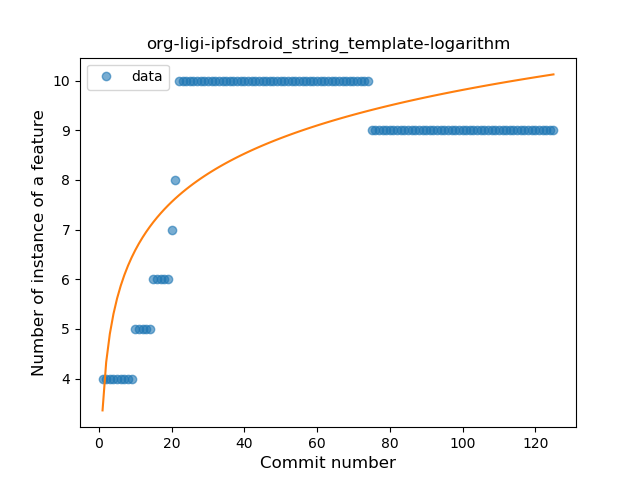 org-ligi-ipfsdroid_string_template-logarithm
data
Number of instance of a feature
10
9
8
7
6
5
4
0 20 40 60 80 100 120
Commit number